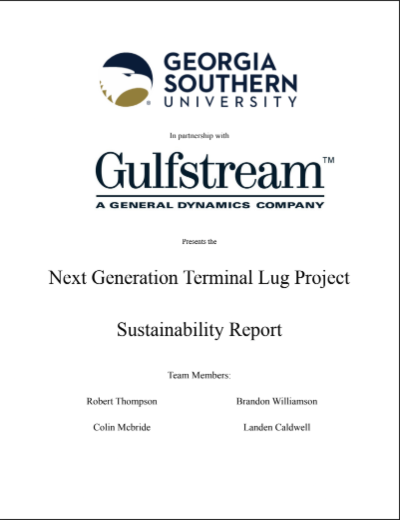 GEORGIA
SOUTHERN
UNIVERSITY
In partnership with
Gulfstream™
A GENERAL DYNAMICS COMPANY
Presents the
Next Generation Terminal Lug Project
Sustainability Report
Team Members:
Robert Thompson Brandon Williamson
Colin Mcbride Landen Caldwell